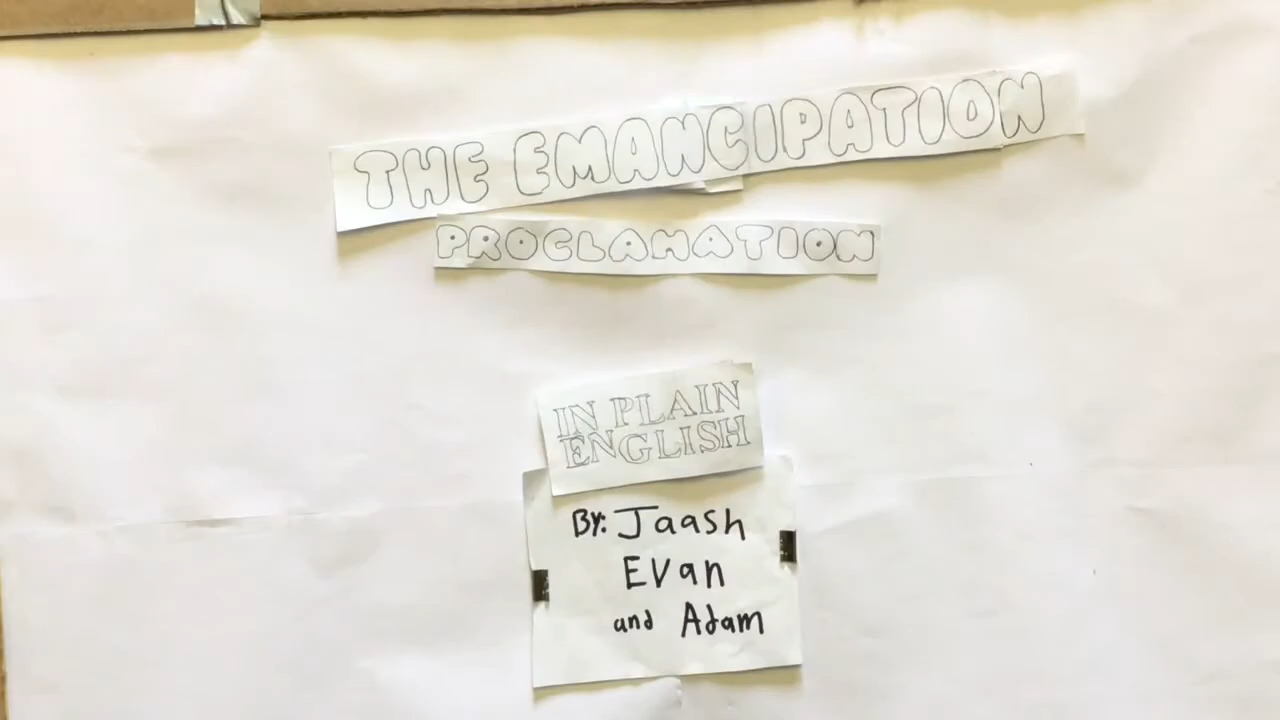 THE EMANCIPATION
PROCLAMATION
IN PLAIN
ENGLISH
BY: Jaash
Evan
and Adam